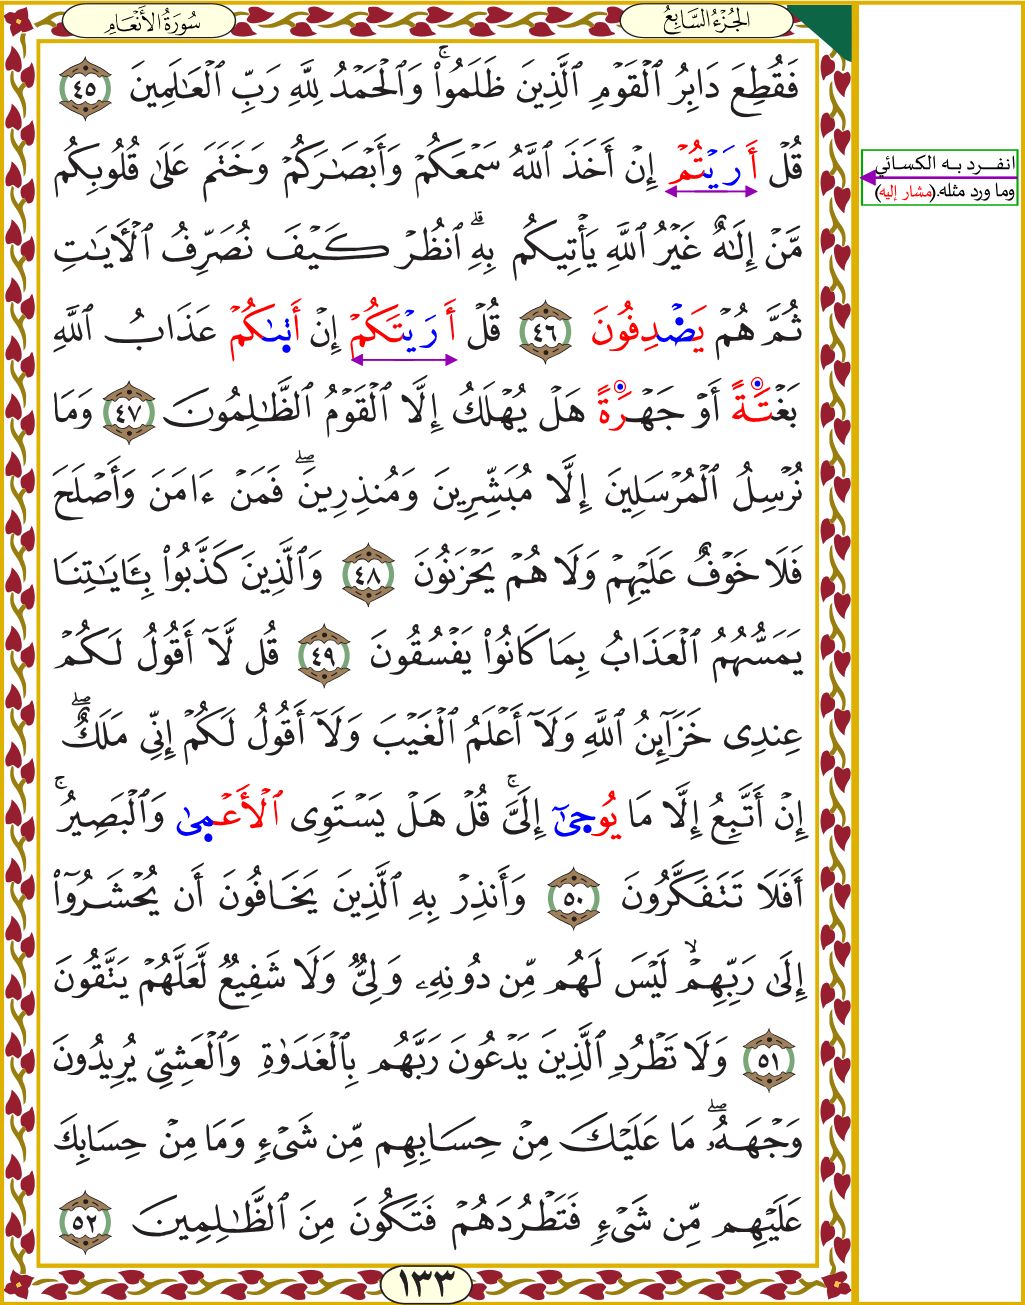 الجُزْءُ السَّابِعُ
سُورَةُ الأَنْعَامِ
فَقُطِعَ دَابِرُ ٱلْقَوْمِ ٱلَّذِينَ ظَلَمُوا۟ۚ وَٱلْحَمْدُ لِلَّهِ رَبِّ ٱلْعَـٰلَمِينَ ٤٥
قُلْ أَرَيْتُمْ إِنْ أَخَذَ ٱللَّهُ سَمْعَكُمْ وَأَبْصَـٰرَكُمْ وَخَتَمَ عَلَىٰ قُلُوبِكُم
مَّنْ إِلَـٰهٌ غَيْرُ ٱللَّهِ يَأْتِيكُم بِهِۗ ٱنظُرْ كَيْفَ نُصَرِّفُ ٱلْـَٔايَـٰتِ
ثُمَّ هُمْ يَصْدِفُونَ ٤٦ قُلْ أَرَيْتَكُمْ إِنْ أَتَىٰكُمْ عَذَابُ ٱللَّهِ
بَغْتَةً أَوْ جَهْرَةً هَلْ يُهْلَكُ إِلَّا ٱلْقَوْمُ ٱلظَّـٰلِمُونَ ٤٧ وَمَا
نُرْسِلُ ٱلْمُرْسَلِينَ إِلَّا مُبَشِّرِينَ وَمُنذِرِينَۖ فَمَنْ ءَامَنَ وَأَصْلَحَ
فَلَا خَوْفٌ عَلَيْهِمْ وَلَا هُمْ يَحْزَنُونَ ٤٨ وَٱلَّذِينَ كَذَّبُوا۟ بِـَٔايَـٰتِنَا
يَمَسُّهُمُ ٱلْعَذَابُ بِمَا كَانُوا۟ يَفْسُقُونَ ٤٩ قُل لَّآ أَقُولُ لَكُمْ
عِندِى خَزَآئِنُ ٱللَّهِ وَلَآ أَعْلَمُ ٱلْغَيْبَ وَلَآ أَقُولُ لَكُمْ إِنِّى مَلَكٌۖ
إِنْ أَتَّبِعُ إِلَّا مَا يُوحَىٰٓ إِلَىَّۚ قُلْ هَلْ يَسْتَوِى ٱلْأَعْمَىٰ وَٱلْبَصِيرُۚ
أَفَلَا تَتَفَكَّرُونَ ٥٠ وَأَنذِرْ بِهِ ٱلَّذِينَ يَخَافُونَ أَن يُحْشَرُوٓا۟
إِلَىٰ رَبِّهِمْۙ لَيْسَ لَهُم مِّن دُونِهِۦ وَلِىٌّ وَلَا شَفِيعٌ لَّعَلَّهُمْ يَتَّقُونَ
٥١ وَلَا تَطْرُدِ ٱلَّذِينَ يَدْعُونَ رَبَّهُم بِٱلْغَدَوٰةِ وَٱلْعَشِىِّ يُرِيدُونَ
وَجْهَهُۥۖ مَا عَلَيْكَ مِنْ حِسَابِهِم مِّن شَىْءٍ وَمَا مِنْ حِسَابِكَ
عَلَيْهِم مِّن شَىْءٍ فَتَطْرُدَهُمْ فَتَكُونَ مِنَ ٱلظَّـٰلِمِينَ ٥٢
١٣٣
انفـرد به الكسائي
وما ورد مثله.(مشار إليه)